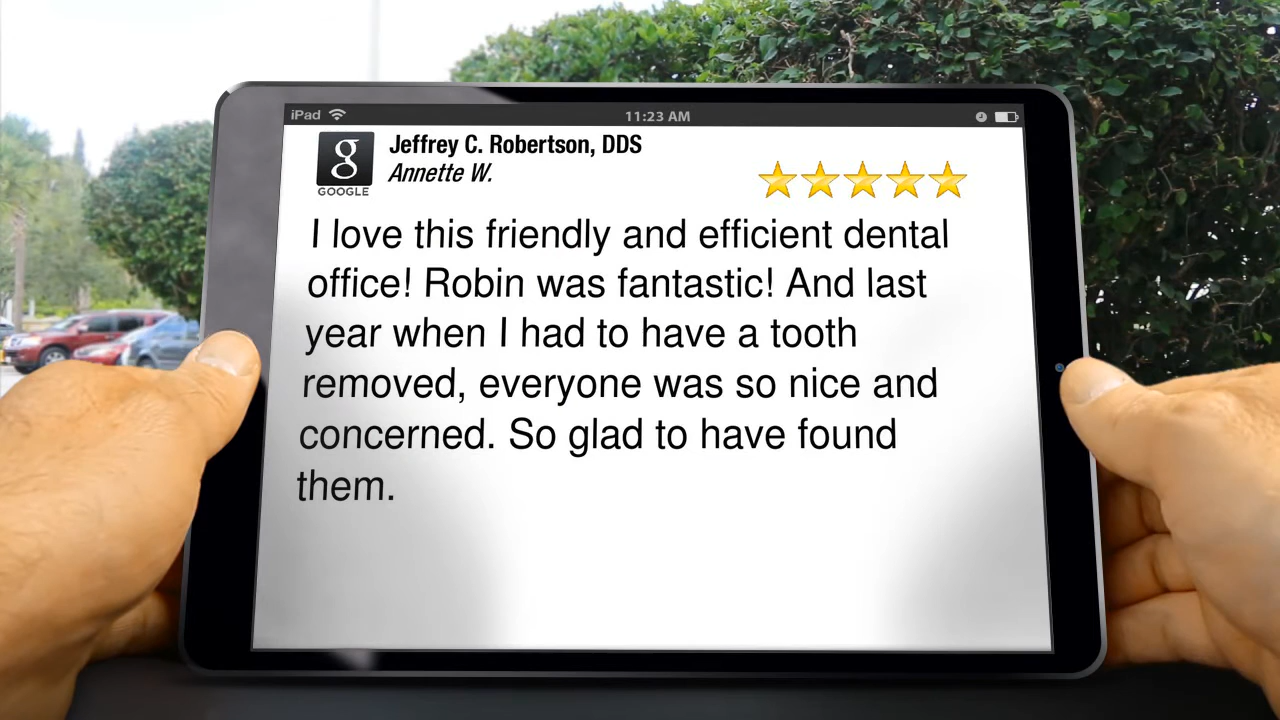 iPad 11:23 AM
g
GOOGLE
Jeffrey C. Robertson, DDS
Annette W.
I love this friendly and efficient dental
office! Robin was fantastic! And last
year when I had to have a tooth
removed, everyone was so nice and
concerned. So glad to have found
them.